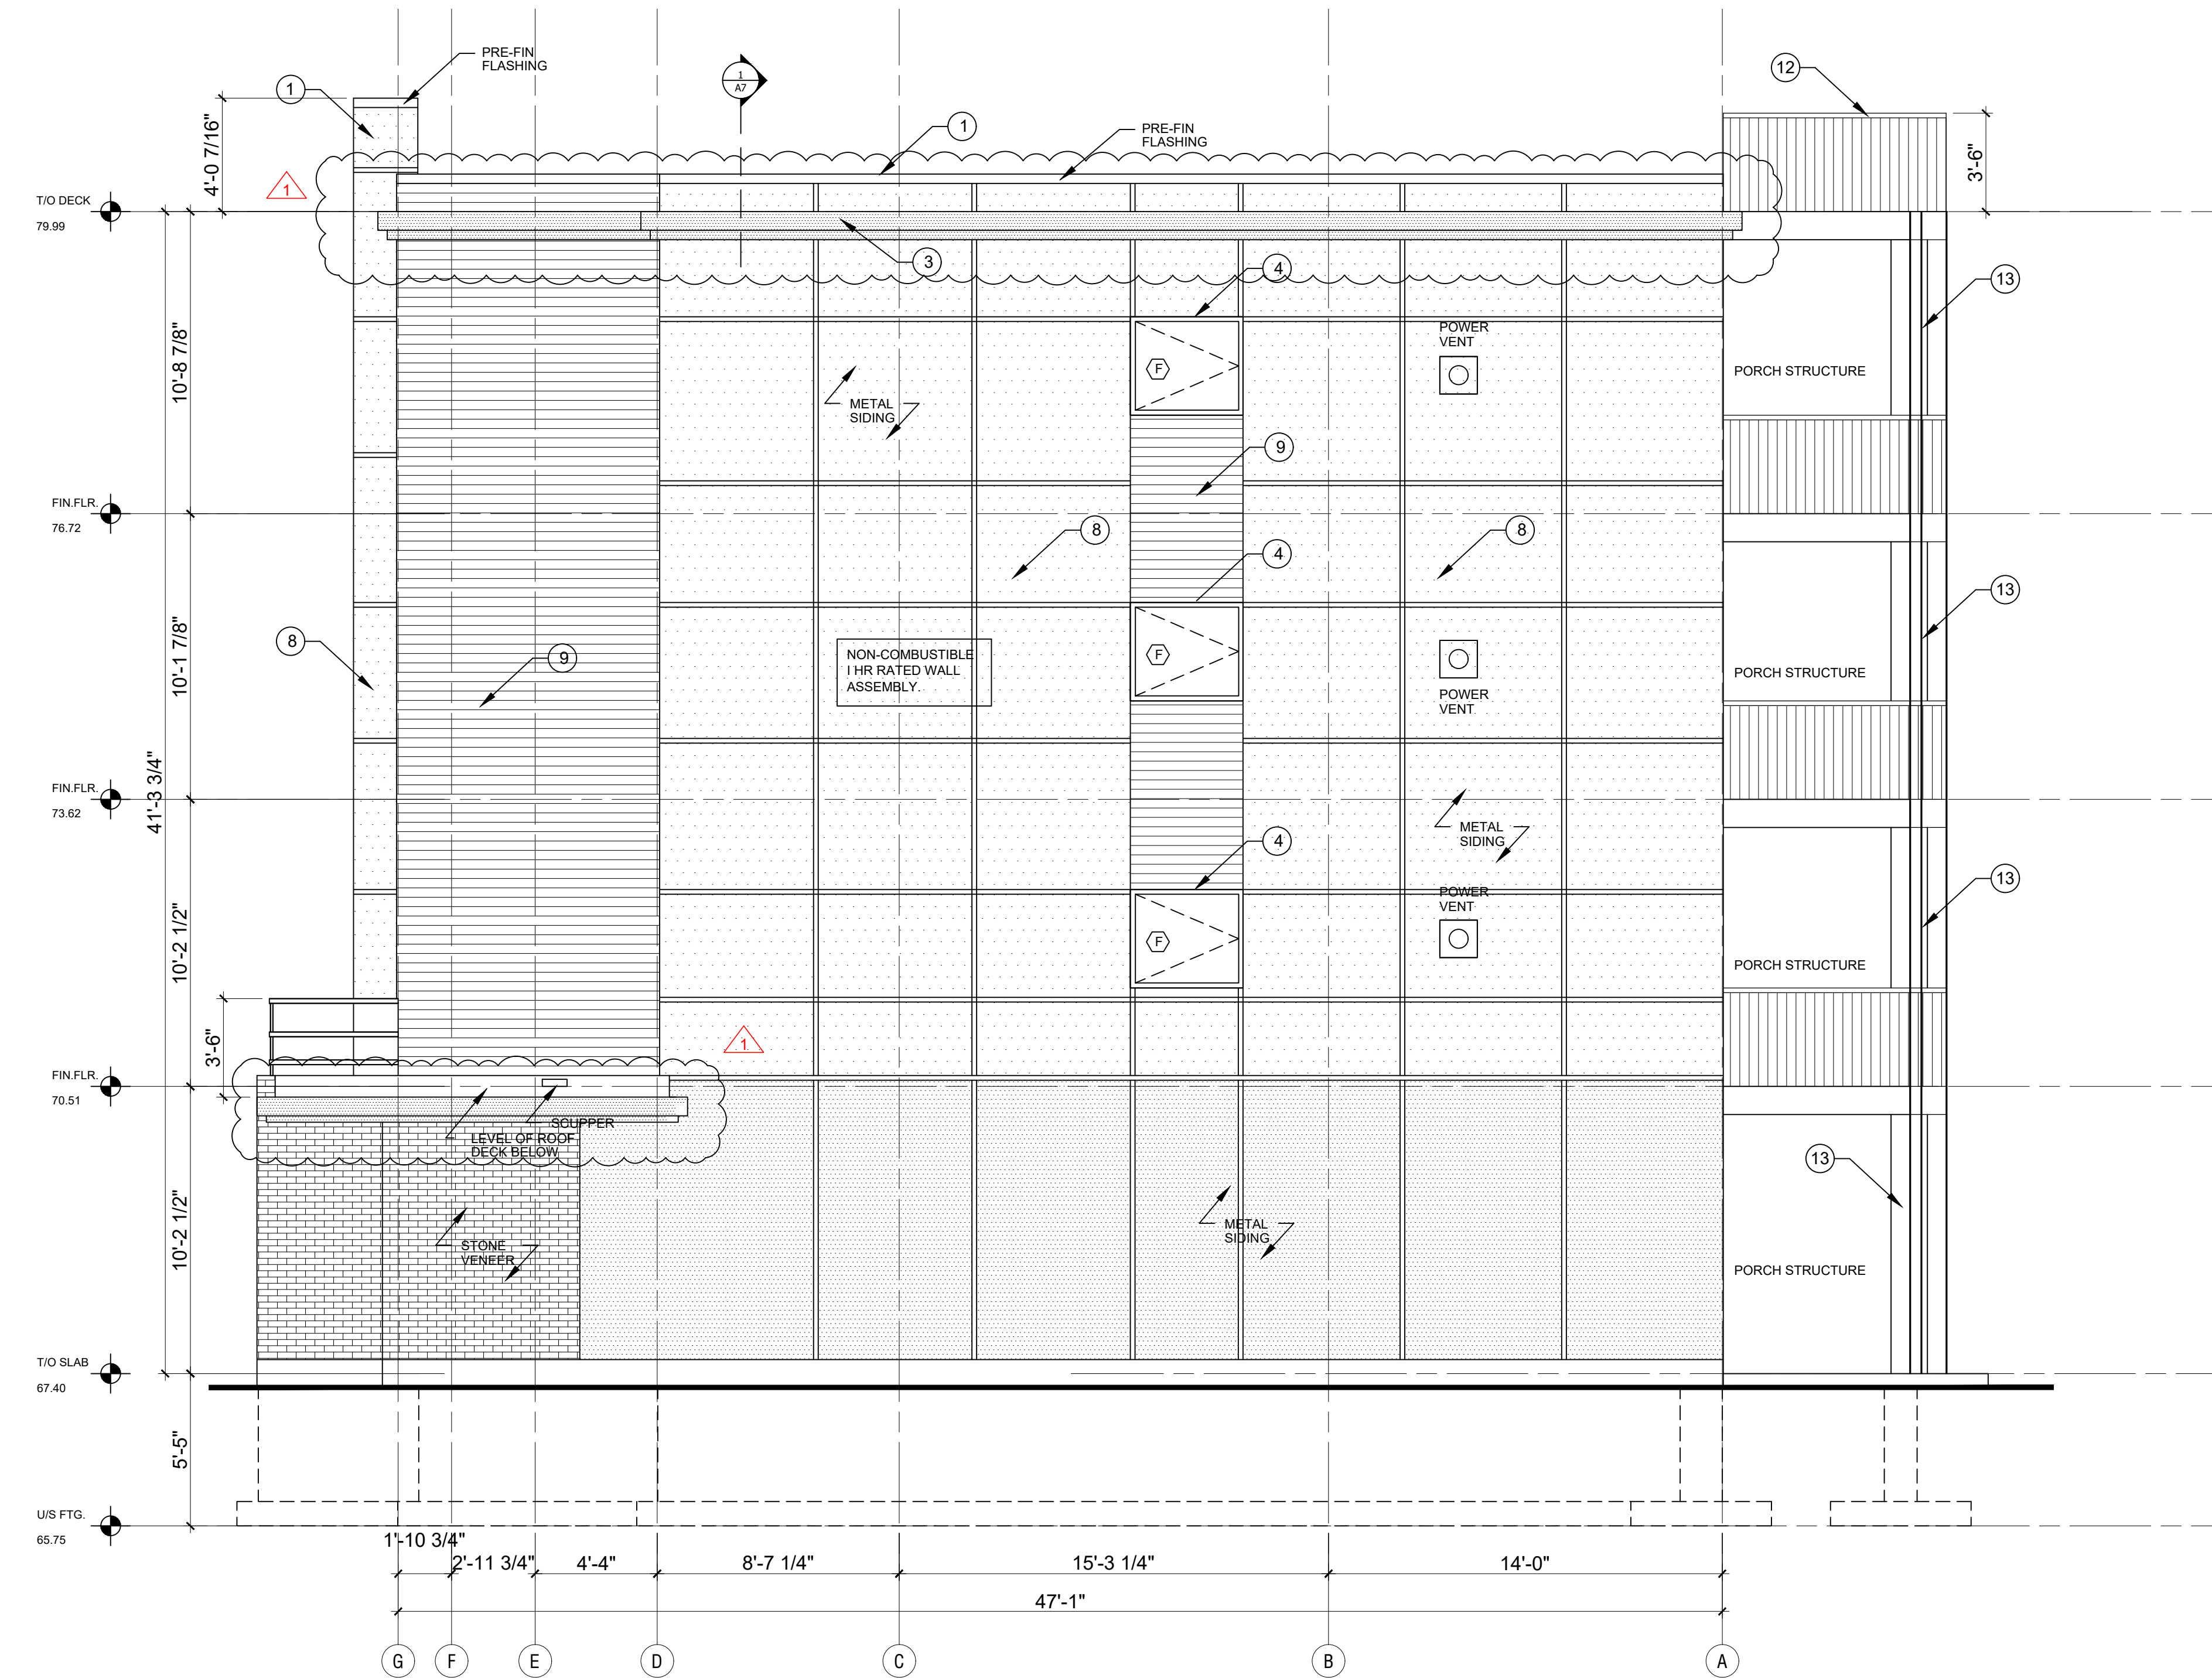 PRE-FIN
FLASHING
1
1
A7
12
1
PRE-FIN
FLASHING
4'-0 7/16"
3'-6"
1
T/O DECK
79.99
3
4
13
10'-8 7/8"
POWER
VENT
F
PORCH STRUCTURE
METAL
SIDING
9
FIN.FLR.
76.72
8
8
4
13
10'-1 7/8"
8
9
NON-COMBUSTIBLE
I HR RATED WALL
ASSEMBLY.
F
POWER
VENT
PORCH STRUCTURE
41'-3 3/4"
FIN.FLR.
73.62
METAL
SIDING
4
13
10'-2 1/2"
POWER
VENT
F
PORCH STRUCTURE
3'-6"
1
FIN.FLR.
70.51
SCUPPER
LEVEL OF ROOF
DECK BELOW
13
10'-2 1/2"
METAL
SIDING
STONE
VENEER
PORCH STRUCTURE
T/O SLAB
67.40
5'-5"
U/S FTG.
65.75
1'-10 3/4"
2'-11 3/4"
4'-4"
8'-7 1/4"
15'-3 1/4"
14'-0"
47'-1"
G
F
E
D
C
B
A